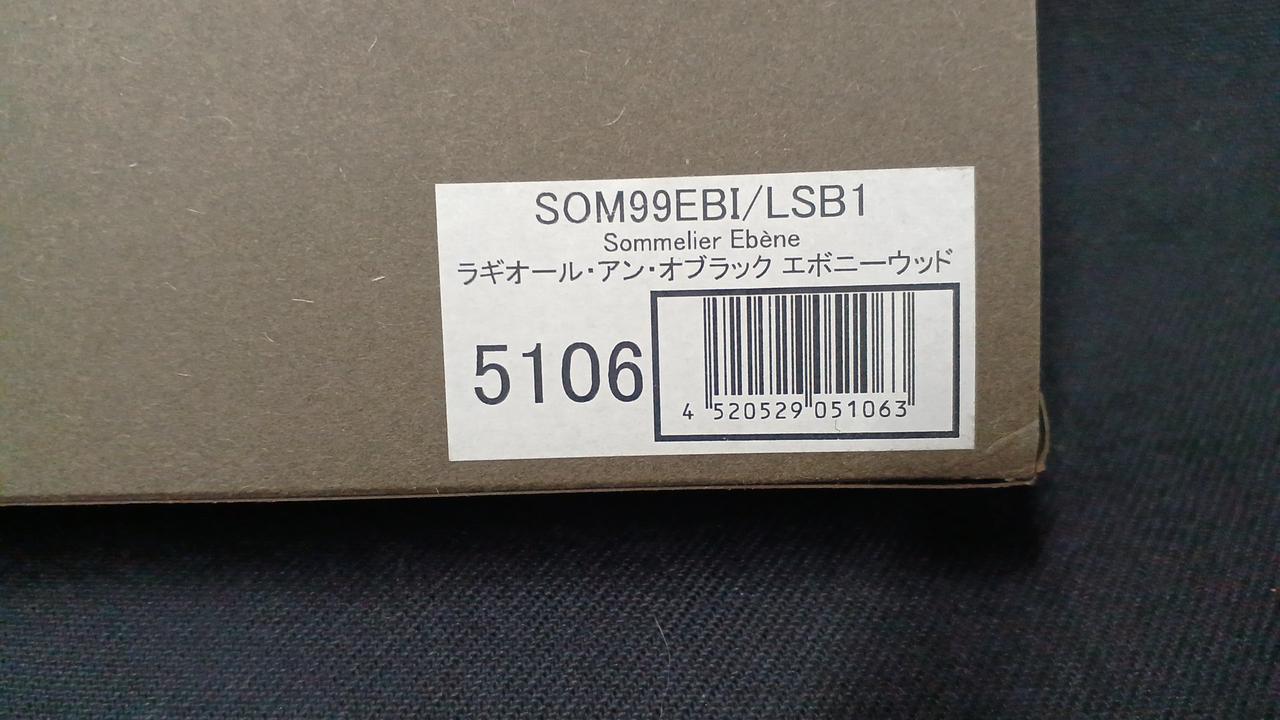 SOM99EBI/LSB1
Sommelier Ebène
ラギオール・アン・オブラック エボニーウッド
5106
4 520529 051063